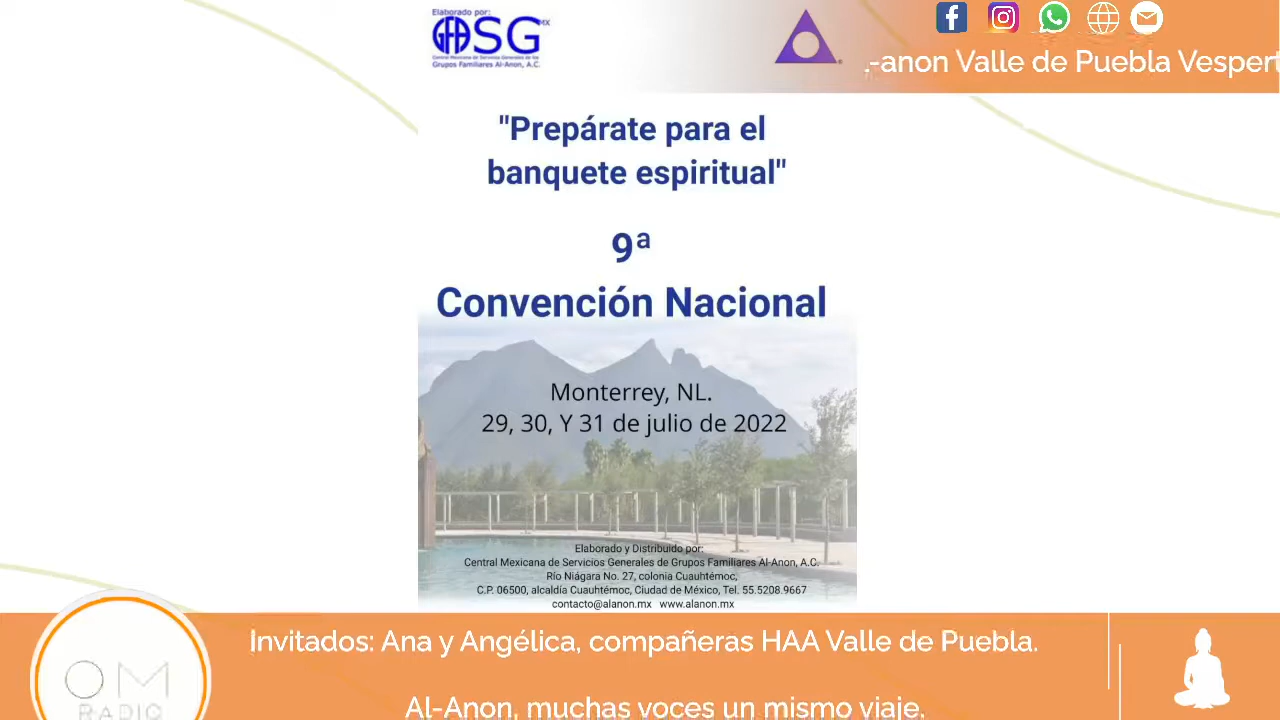 Elaborado por:
GFA OSG MX
Central Mexicana de Servicios Generales de los
Grupos Familiares Al-Anon, A.C.
-anon Valle de Puebla Vespert
"Prepárate para el
banquete espiritual"
9ª
Convención Nacional
Monterrey, NL.
29, 30, Y 31 de julio de 2022
Elaborado y Distribuido por:
Central Mexicana de Servicios Generales de Grupos Familiares Al-Anon, A.C.
Río Niágara No. 27, colonia Cuauhtémoc,
C.P. 06500, alcaldía Cuauhtémoc, Ciudad de México, Tel. 55.5208.9667
contacto@alanon.mx www.alanon.mx
Invitados: Ana y Angélica, compañeras HAA Valle de Puebla.
Al-Anon, muchas voces un mismo viaje.
OM
RADIO